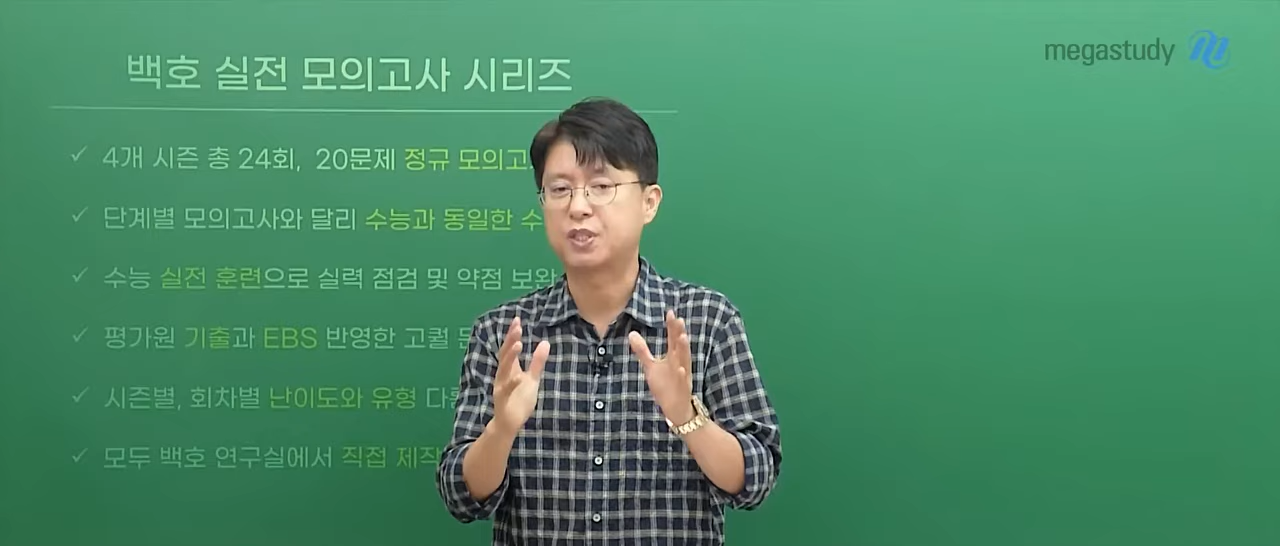 백호 실전 모의고사 시리즈
megastudy
✓ 4개 시즌 총 24회, 20문제 정규
✓ 단계별 모의고사와 달리 수능과 동일한
✓ 수능 실전 훈련으로 실력 점검 및 약점 보완
✓ 평가원 기출과 EBS 반영한 고퀄
✓ 시즌별, 회차별 난이도와 유형
✓ 모두 백호 연구실에서 직접 제작